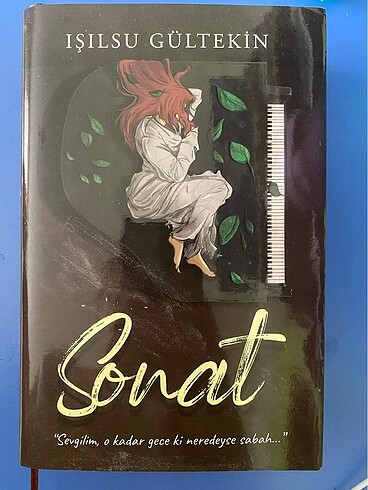 IŞILSU GÜLTEKİN
Sonat
"Sevgilim, o kadar gece ki neredeyse sabah..."